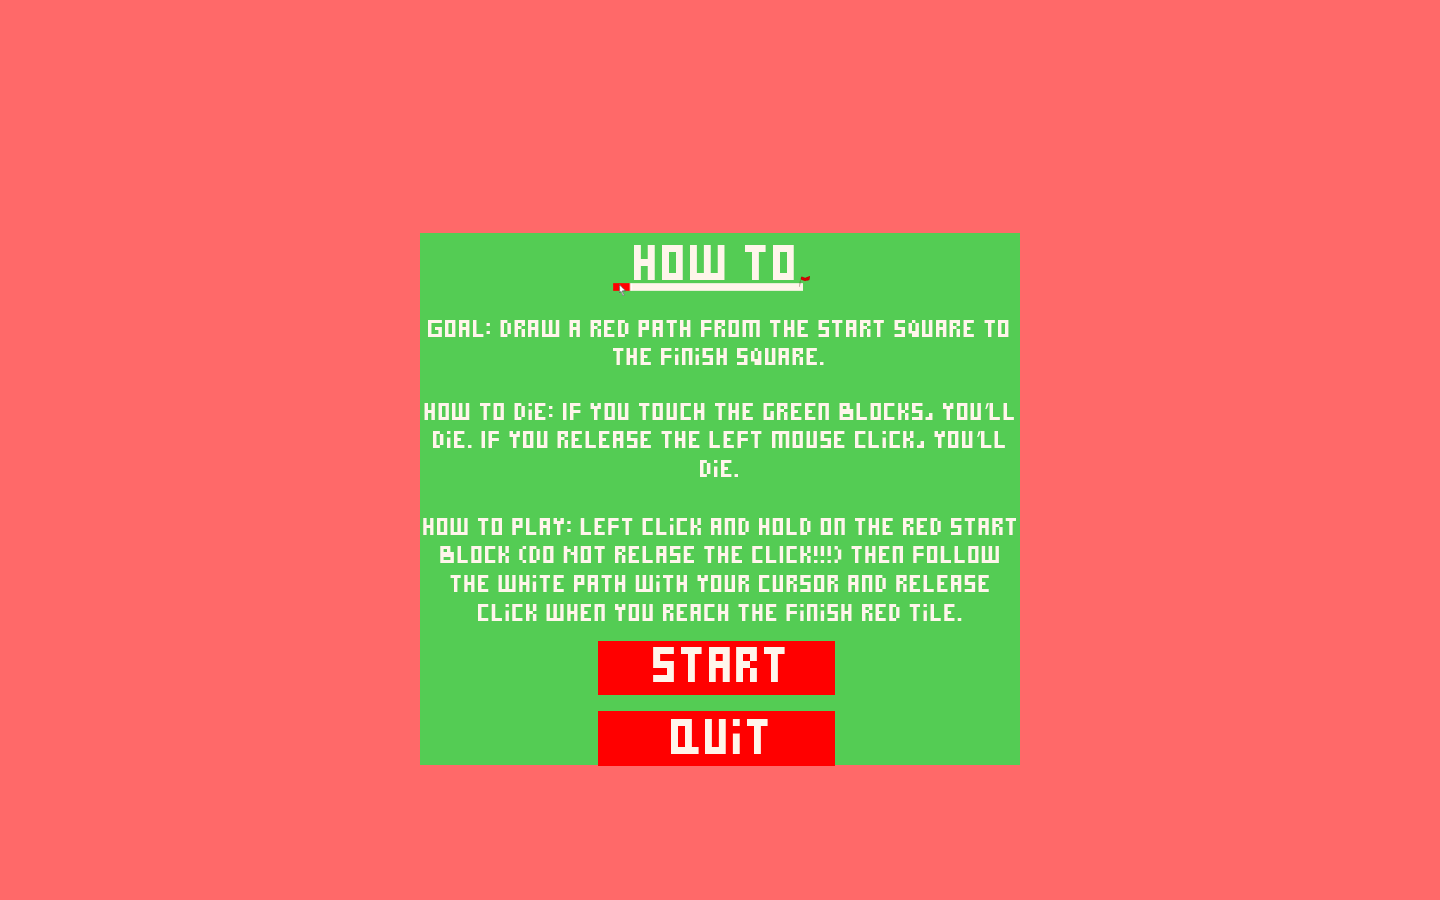 HOW TO
GOAL: DRAW A RED PATH FROM THE START SQUARE TO
THE FiNiSH SQUARE.
HOW TO DiE: IF YOU TOUCH THE GREEN BLOCKS, YOU'LL
DiE. IF YOU RELEASE THE LEFT MOUSE CLiCK, YOU'LL
DiE.
HOW TO PLAY: LEFT CLiCK AND HOLD ON THE RED START
BLOCK (DO NOT RELASE THE CLICK!!!) THEN FOLLOW
THE WHiTE PATH WiTH YOUR CURSOR AND RELEASE
CLiCK WHEN YOU REACH THE FiNiSH RED TiLE.
START
QUiT